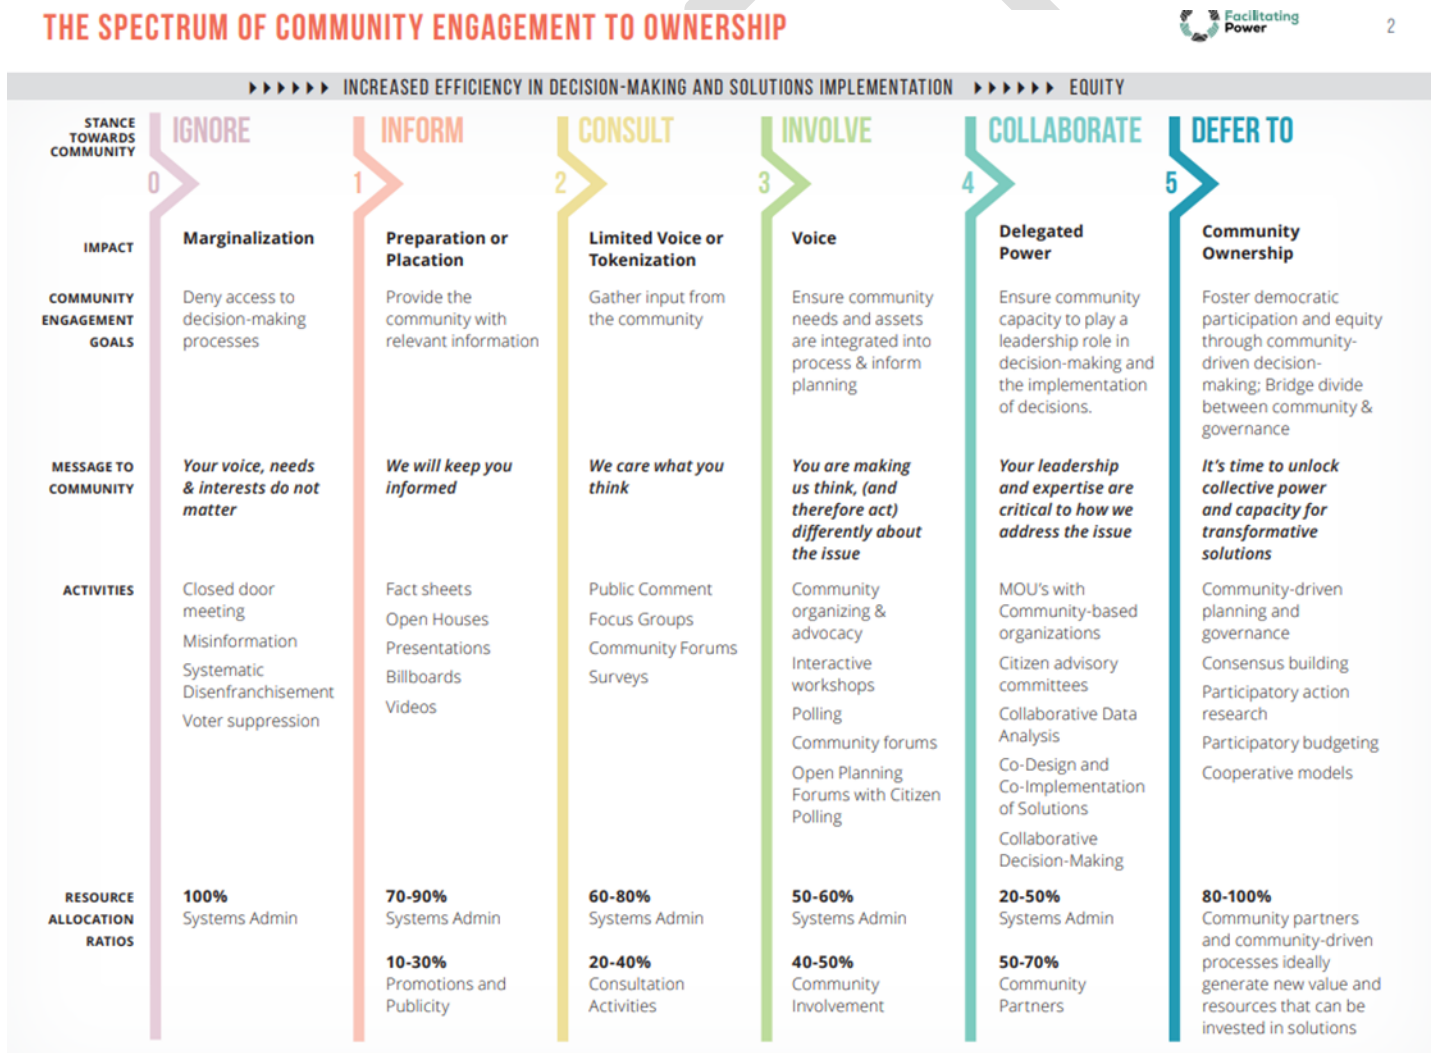 THE SPECTRUM OF COMMUNITY ENGAGEMENT TO OWNERSHIP
Facilitating
Power
2
INCREASED EFFICIENCY IN DECISION-MAKING AND SOLUTIONS IMPLEMENTATION EQUITY
STANCE
TOWARDS
COMMUNITY
IGNORE
0
INFORM
1
CONSULT
2
INVOLVE
3
COLLABORATE
4
DEFER TO
5
IMPACT
Marginalization
Preparation or
Placation
Limited Voice or
Tokenization
Voice
Delegated
Power
Community
Ownership
COMMUNITY
ENGAGEMENT
GOALS
Deny access to
decision-making
processes
Provide the
community with
relevant information
Gather input from
the community
Ensure community
needs and assets
are integrated into
process & inform
planning
Ensure community
capacity to play a
leadership role in
decision-making and
the implementation
of decisions.
Foster democratic
participation and equity
through community-
driven decision-
making; Bridge divide
between community &
governance
MESSAGE TO
COMMUNITY
Your voice, needs
& interests do not
matter
We will keep you
informed
We care what you
think
You are making
us think, (and
therefore act)
differently about
the issue
Your leadership
and expertise are
critical to how we
address the issue
It's time to unlock
collective power
and capacity for
transformative
solutions
ACTIVITIES
Closed door
meeting
Misinformation
Systematic
Disenfranchisement
Voter suppression
Fact sheets
Open Houses
Presentations
Billboards
Videos
Public Comment
Focus Groups
Community Forums
Surveys
Community
organizing &
advocacy
Interactive
workshops
Polling
Community forums
Open Planning
Forums with Citizen
Polling
MOU's with
Community-based
organizations
Citizen advisory
committees
Collaborative Data
Analysis
Co-Design and
Co-Implementation
of Solutions
Collaborative
Decision-Making
Community-driven
planning and
governance
Consensus building
Participatory action
research
Participatory budgeting
Cooperative models
RESOURCE
ALLOCATION
RATIOS
100%
Systems Admin
70-90%
Systems Admin
10-30%
Promotions and
Publicity
60-80%
Systems Admin
20-40%
Consultation
Activities
50-60%
Systems Admin
40-50%
Community
Involvement
20-50%
Systems Admin
50-70%
Community
Partners
80-100%
Community partners
and community-driven
processes ideally
generate new value and
resources that can be
invested in solutions